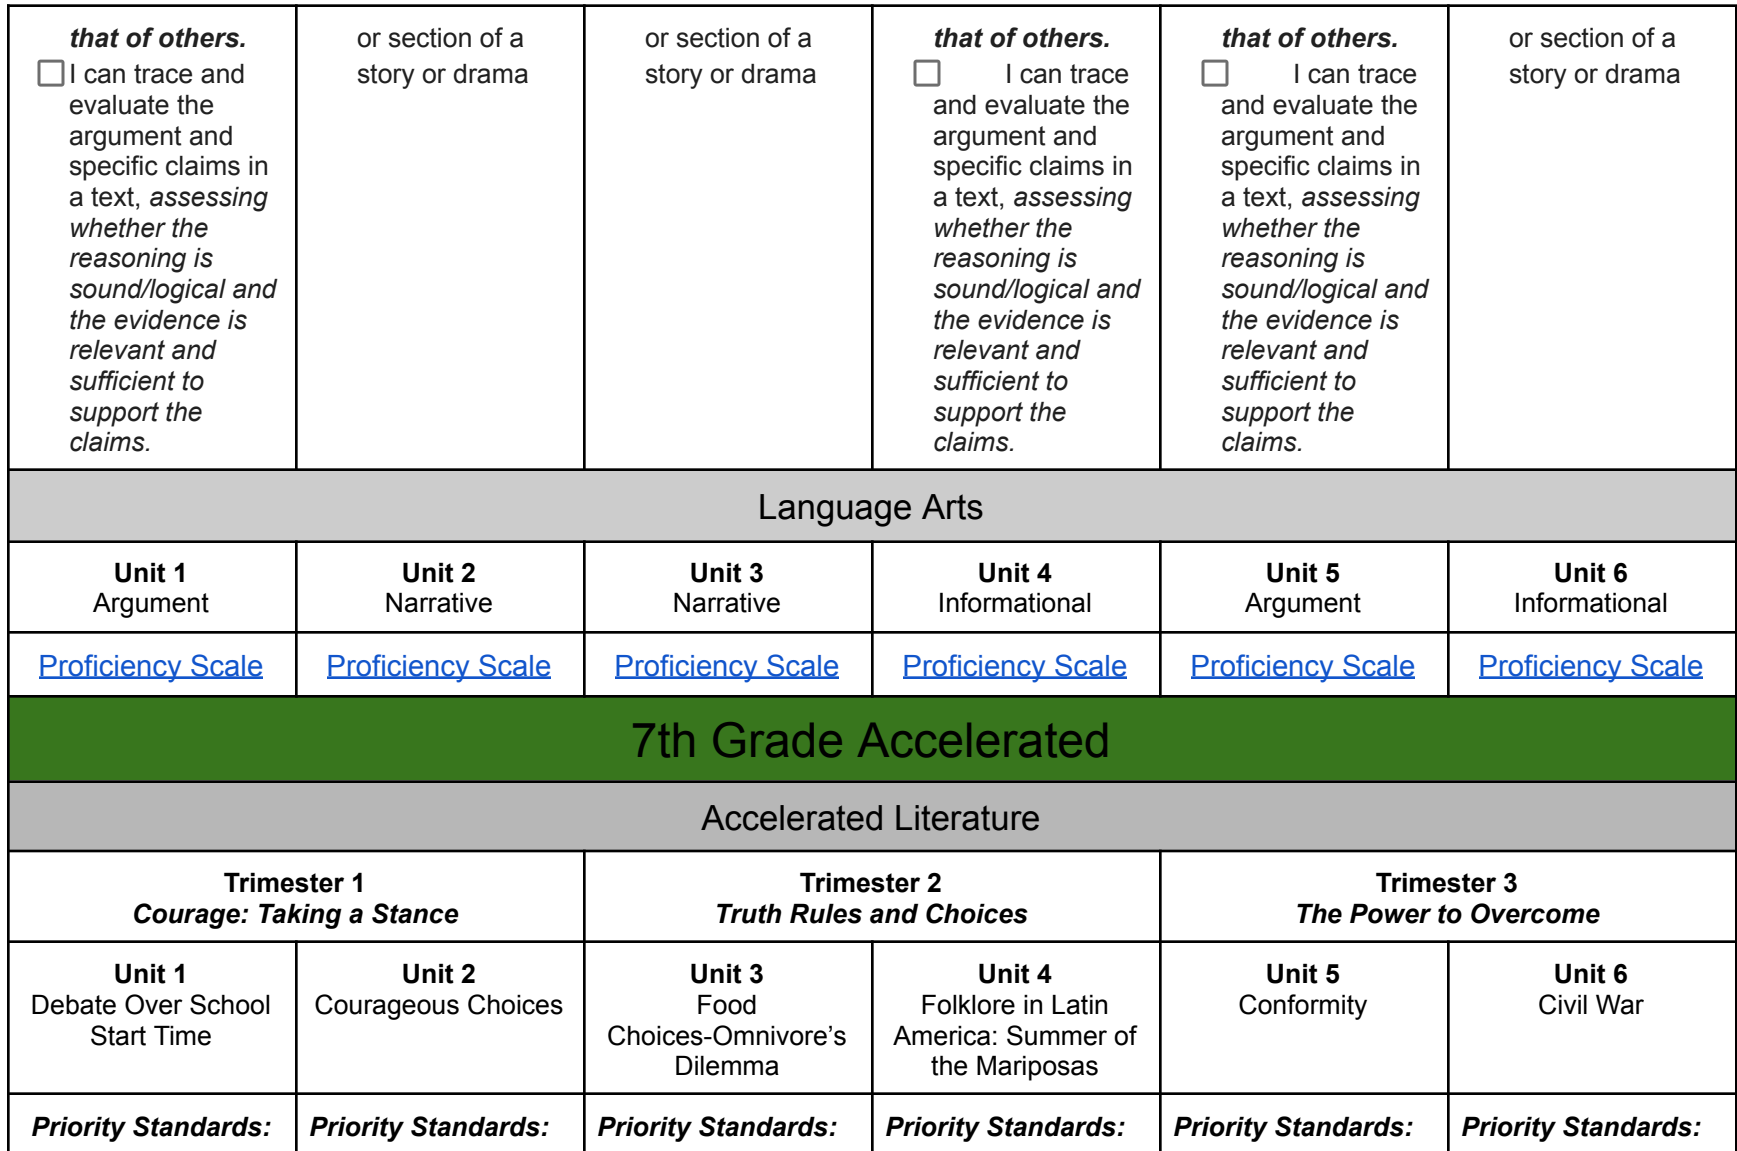 that of others.
☐ I can trace and
evaluate the
argument and
specific claims in
a text, assessing
whether the
reasoning is
sound/logical and
the evidence is
relevant and
sufficient to
support the
claims.
or section of a
story or drama
or section of a
story or drama
that of others.
☐ I can trace
and evaluate the
argument and
specific claims in
a text, assessing
whether the
reasoning is
sound/logical and
the evidence is
relevant and
sufficient to
support the
claims.
that of others.
☐ I can trace
and evaluate the
argument and
specific claims in
a text, assessing
whether the
reasoning is
sound/logical and
the evidence is
relevant and
sufficient to
support the
claims.
or section of a
story or drama
Language Arts
Unit 1
Argument
Unit 2
Narrative
Unit 3
Narrative
Unit 4
Informational
Unit 5
Argument
Unit 6
Informational
Proficiency Scale
Proficiency Scale
Proficiency Scale
Proficiency Scale
Proficiency Scale
Proficiency Scale
7th Grade Accelerated
Accelerated Literature
Trimester 1
Courage: Taking a Stance
Trimester 2
Truth Rules and Choices
Trimester 3
The Power to Overcome
Unit 1
Debate Over School
Start Time
Unit 2
Courageous Choices
Unit 3
Food
Choices-Omnivore’s
Dilemma
Unit 4
Folklore in Latin
America: Summer of
the Mariposas
Unit 5
Conformity
Unit 6
Civil War
Priority Standards:
Priority Standards:
Priority Standards:
Priority Standards:
Priority Standards:
Priority Standards: